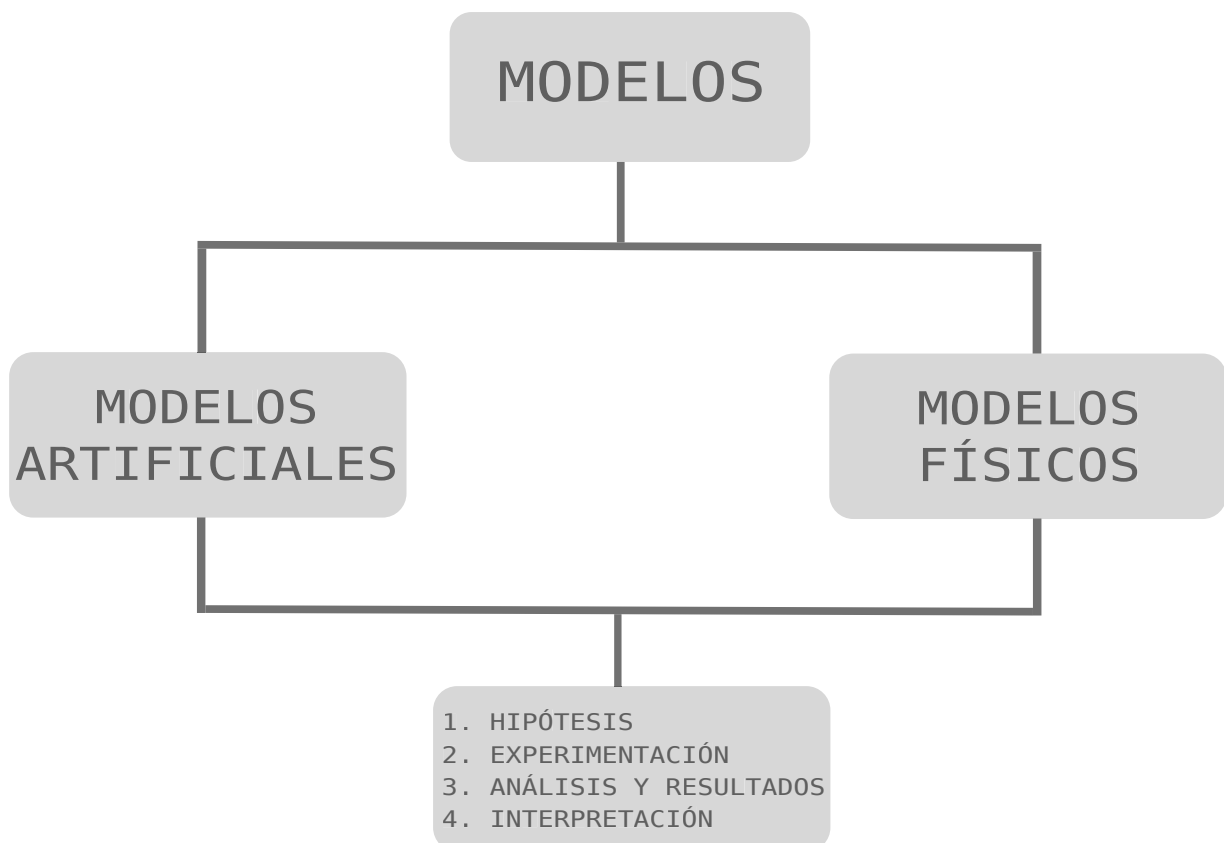 MODELOS
MODELOS
ARTIFICIALES
MODELOS
FÍSICOS
1. HIPÓTESIS
2. EXPERIMENTACIÓN
3. ANÁLISIS Y RESULTADOS
4. INTERPRETACIÓN